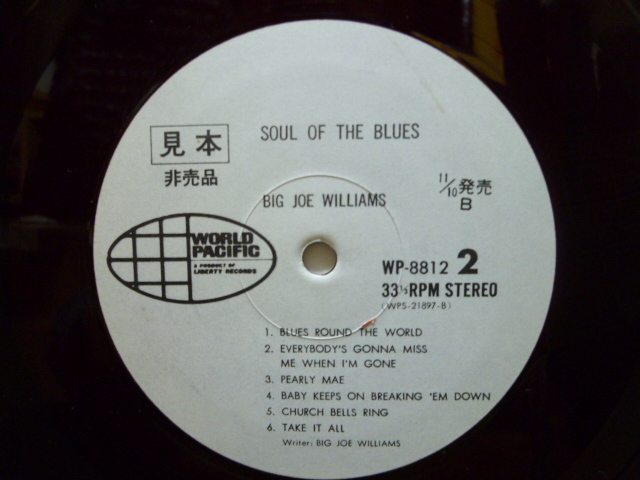 SOUL OF THE BLUES
見本
非売品
BIG JOE WILLIAMS
11/10発売
B
WORLD PACIFIC
A PRODUCT OF
LIBERTY RECORDS
WP-8812 2
33⅓RPM STEREO
(WPS-21897-B)
1. BLUES ROUND THE WORLD
2. EVERYBODY'S GONNA MISS
ME WHEN I'M GONE
3. PEARLY MAE
4. BABY KEEPS ON BREAKING 'EM DOWN
5. CHURCH BELLS RING
6. TAKE IT ALL
Writer: BIG JOE WILLIAMS